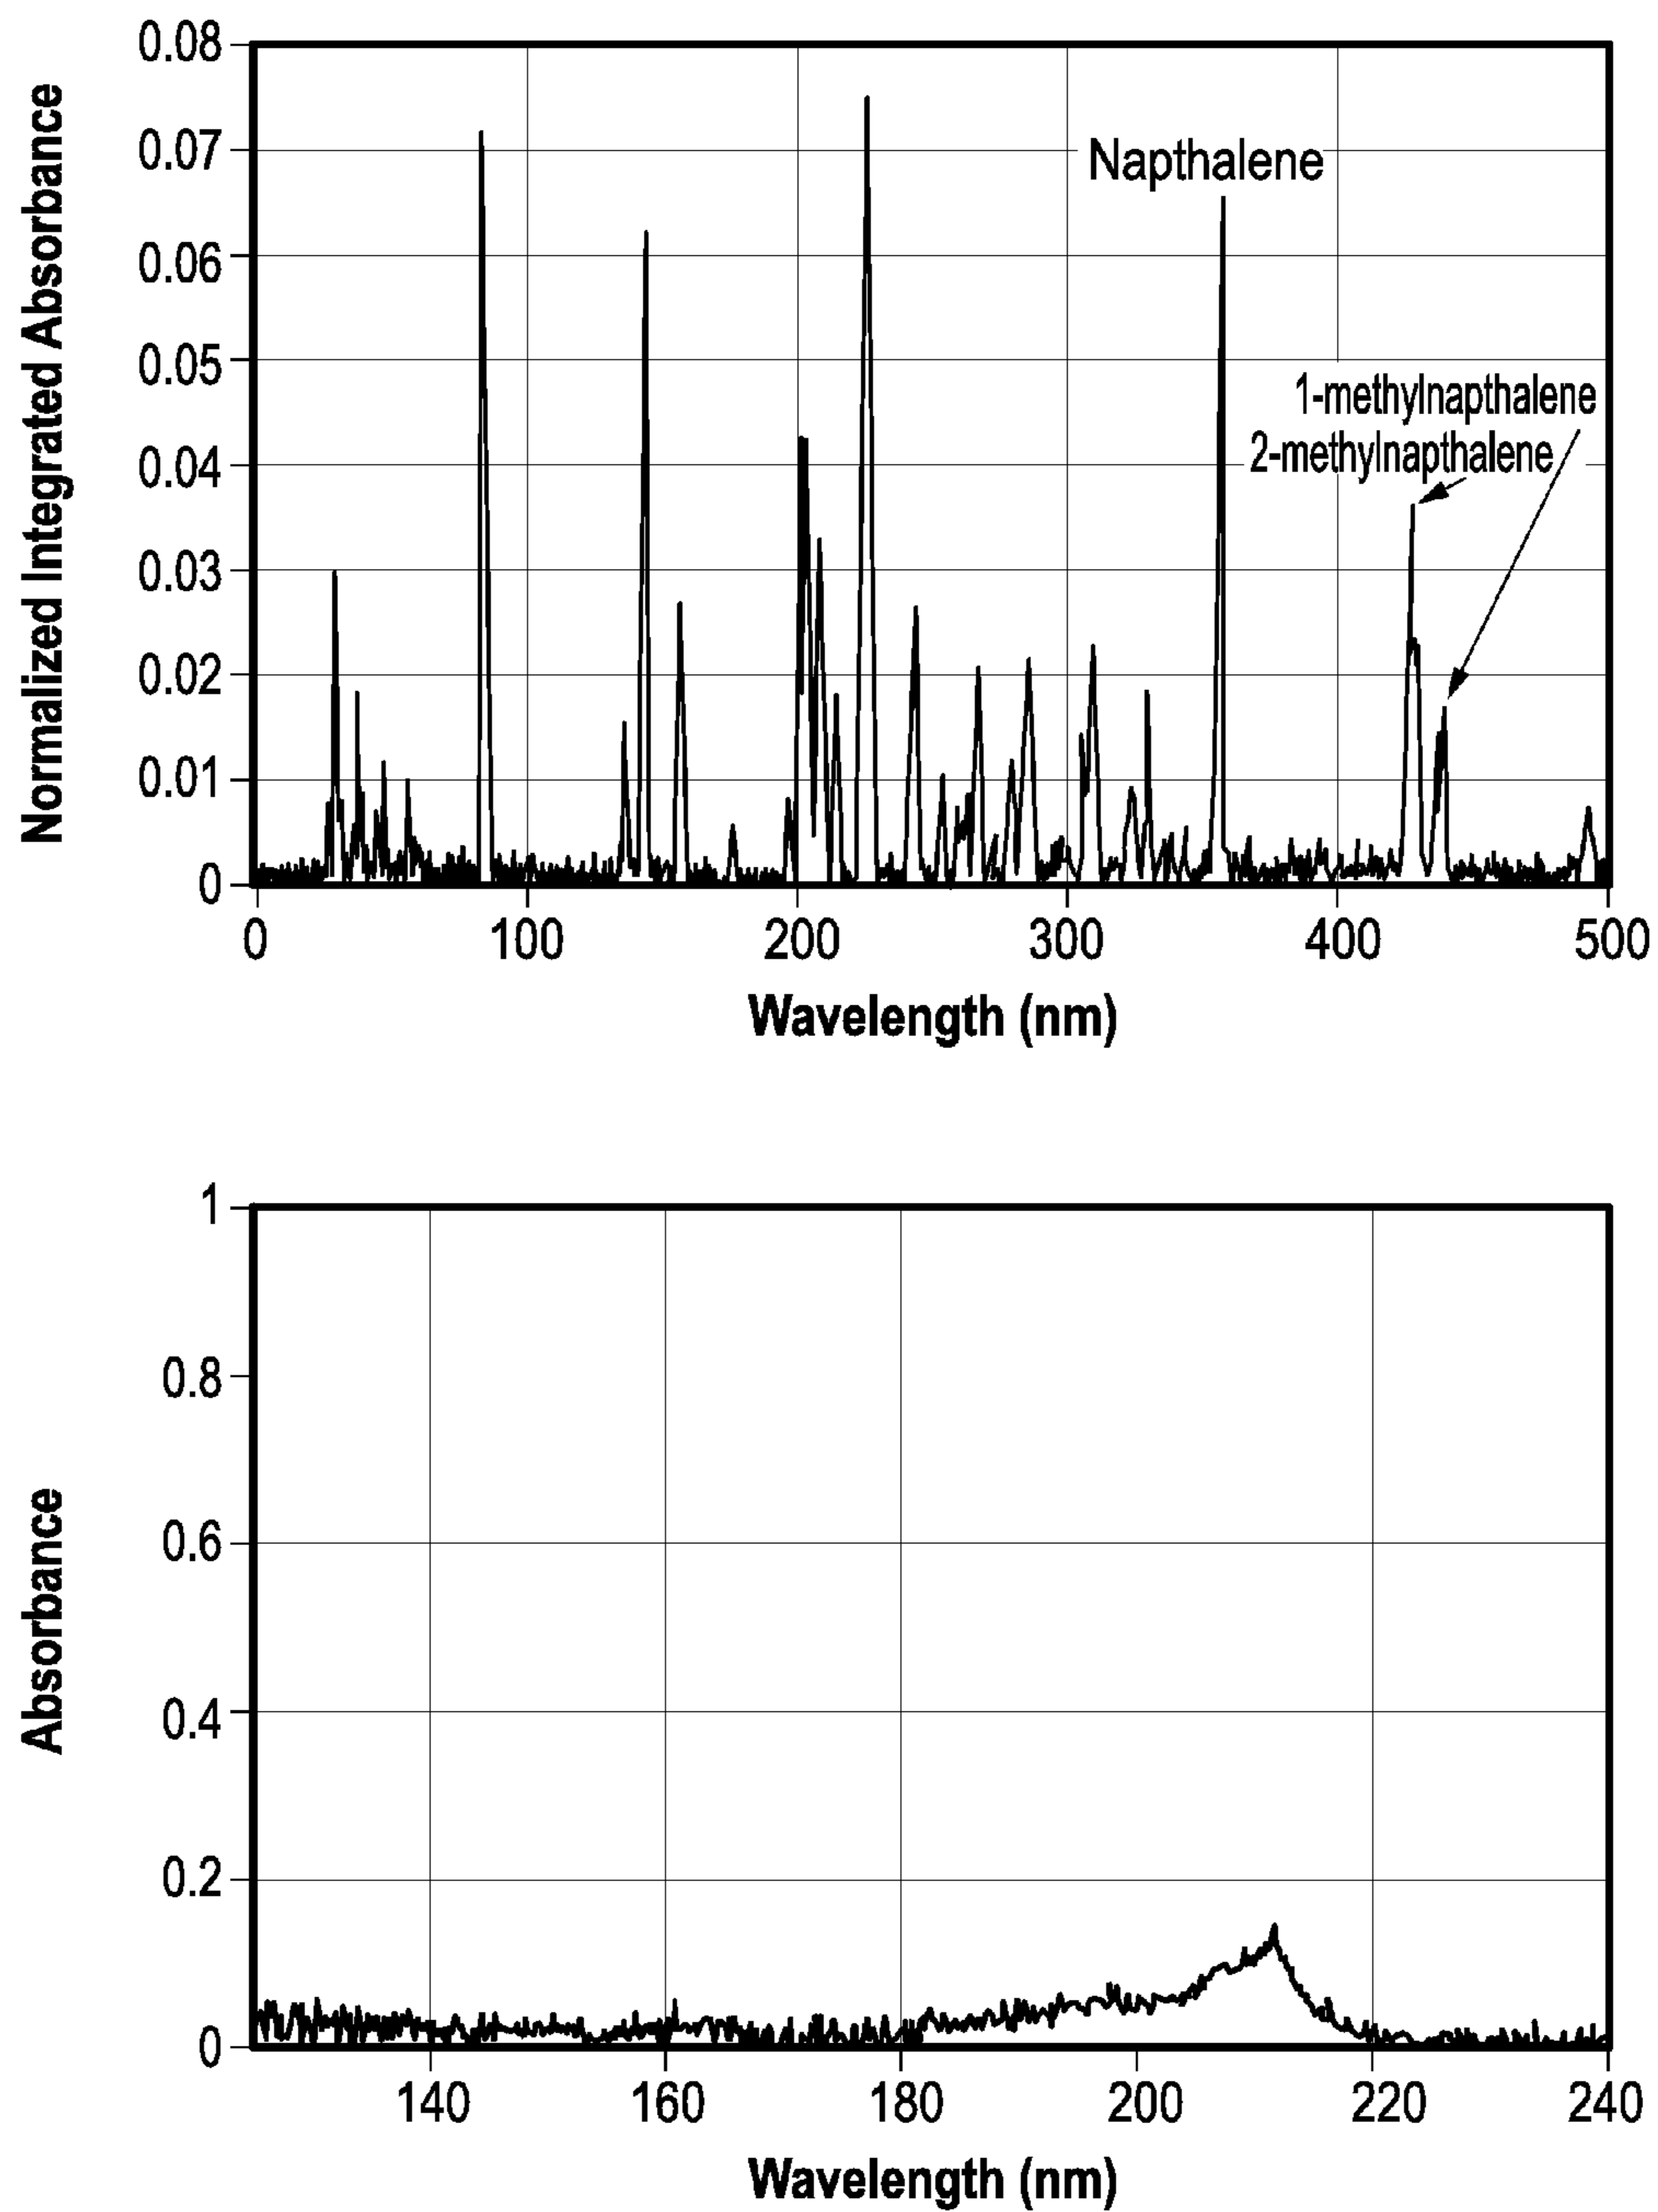 Normalized Integrated Absorbance
0.08
0.07
0.06
0.05
0.04
0.03
0.02
0.01
0
Napthalene
1-methylnapthalene
2-methylnapthalene
0 100 200 300 400 500
Wavelength (nm)
Absorbance
1
0.8
0.6
0.4
0.2
0
140 160 180 200 220 240
Wavelength (nm)